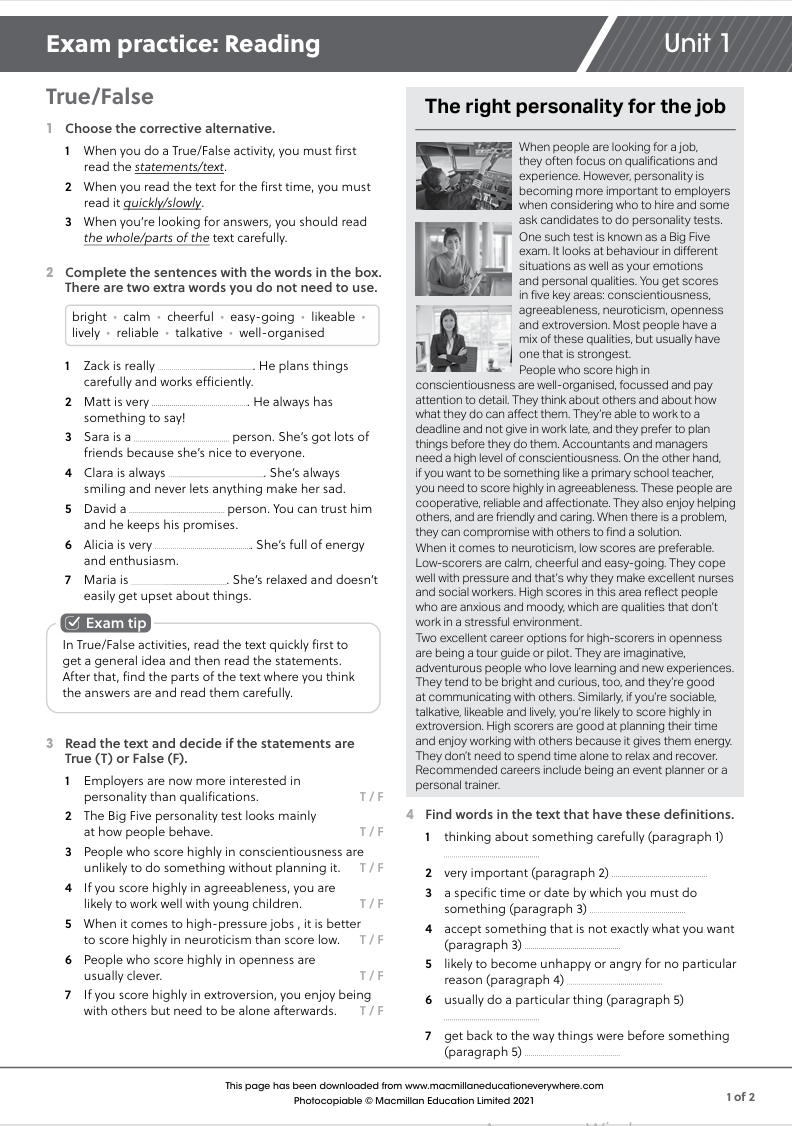 Exam practice: Reading
Unit 1
True/False
1 Choose the corrective alternative.
1 When you do a True/False activity, you must first
read the statements/text.
2 When you read the text for the first time, you must
read it quickly/slowly.
3 When you're looking for answers, you should read
the whole/parts of the text carefully.
2 Complete the sentences with the words in the box.
There are two extra words you do not need to use.
bright • calm • cheerful • easy-going • likeable •
lively • reliable • talkative • well-organised
1 Zack is really ........................... . He plans things
carefully and works efficiently.
2 Matt is very ........................... . He always has
something to say!
3 Sara is a ........................... person. She's got lots of
friends because she's nice to everyone.
4 Clara is always ........................... . She's always
smiling and never lets anything make her sad.
5 David a ........................... person. You can trust him
and he keeps his promises.
6 Alicia is very ........................... . She's full of energy
and enthusiasm.
7 Maria is ........................... . She's relaxed and doesn't
easily get upset about things.
Exam tip
In True/False activities, read the text quickly first to
get a general idea and then read the statements.
After that, find the parts of the text where you think
the answers are and read them carefully.
3 Read the text and decide if the statements are
True (T) or False (F).
1 Employers are now more interested in
personality than qualifications. T / F
2 The Big Five personality test looks mainly
at how people behave. T / F
3 People who score highly in conscientiousness are
unlikely to do something without planning it. T / F
4 If you score highly in agreeableness, you are
likely to work well with young children. T / F
5 When it comes to high-pressure jobs , it is better
to score highly in neuroticism than score low. T / F
6 People who score highly in openness are
usually clever. T / F
7 If you score highly in extroversion, you enjoy being
with others but need to be alone afterwards. T / F
The right personality for the job
When people are looking for a job,
they often focus on qualifications and
experience. However, personality is
becoming more important to employers
when considering who to hire and some
ask candidates to do personality tests.
One such test is known as a Big Five
exam. It looks at behaviour in different
situations as well as your emotions
and personal qualities. You get scores
in five key areas: conscientiousness,
agreeableness, neuroticism, openness
and extroversion. Most people have a
mix of these qualities, but usually have
one that is strongest.
People who score high in
conscientiousness are well-organised, focussed and pay
attention to detail. They think about others and about how
what they do can affect them. They're able to work to a
deadline and not give in work late, and they prefer to plan
things before they do them. Accountants and managers
need a high level of conscientiousness. On the other hand,
if you want to be something like a primary school teacher,
you need to score highly in agreeableness. These people are
cooperative, reliable and affectionate. They also enjoy helping
others, and are friendly and caring. When there is a problem,
they can compromise with others to find a solution.
When it comes to neuroticism, low scores are preferable.
Low-scorers are calm, cheerful and easy-going. They cope
well with pressure and that's why they make excellent nurses
and social workers. High scores in this area reflect people
who are anxious and moody, which are qualities that don't
work in a stressful environment.
Two excellent career options for high-scorers in openness
are being a tour guide or pilot. They are imaginative,
adventurous people who love learning and new experiences.
They tend to be bright and curious, too, and they're good
at communicating with others. Similarly, if you're sociable,
talkative, likeable and lively, you're likely to score highly in
extroversion. High scorers are good at planning their time
and enjoy working with others because it gives them energy.
They don't need to spend time alone to relax and recover.
Recommended careers include being an event planner or a
personal trainer.
4 Find words in the text that have these definitions.
1 thinking about something carefully (paragraph 1)
...........................
2 very important (paragraph 2) ...........................
3 a specific time or date by which you must do
something (paragraph 3) ...........................
4 accept something that is not exactly what you want
(paragraph 3) ...........................
5 likely to become unhappy or angry for no particular
reason (paragraph 4) ...........................
6 usually do a particular thing (paragraph 5)
...........................
7 get back to the way things were before something
(paragraph 5) ...........................
This page has been downloaded from www.macmillaneducationeverywhere.com
Photocopiable © Macmillan Education Limited 2021
1 of 2